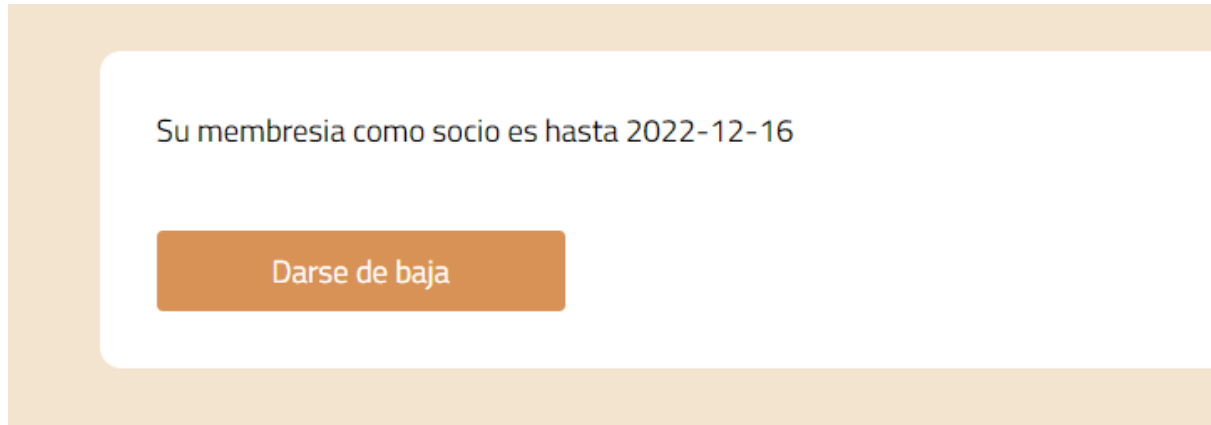 Su membresia como socio es hasta 2022-12-16
Darse de baja